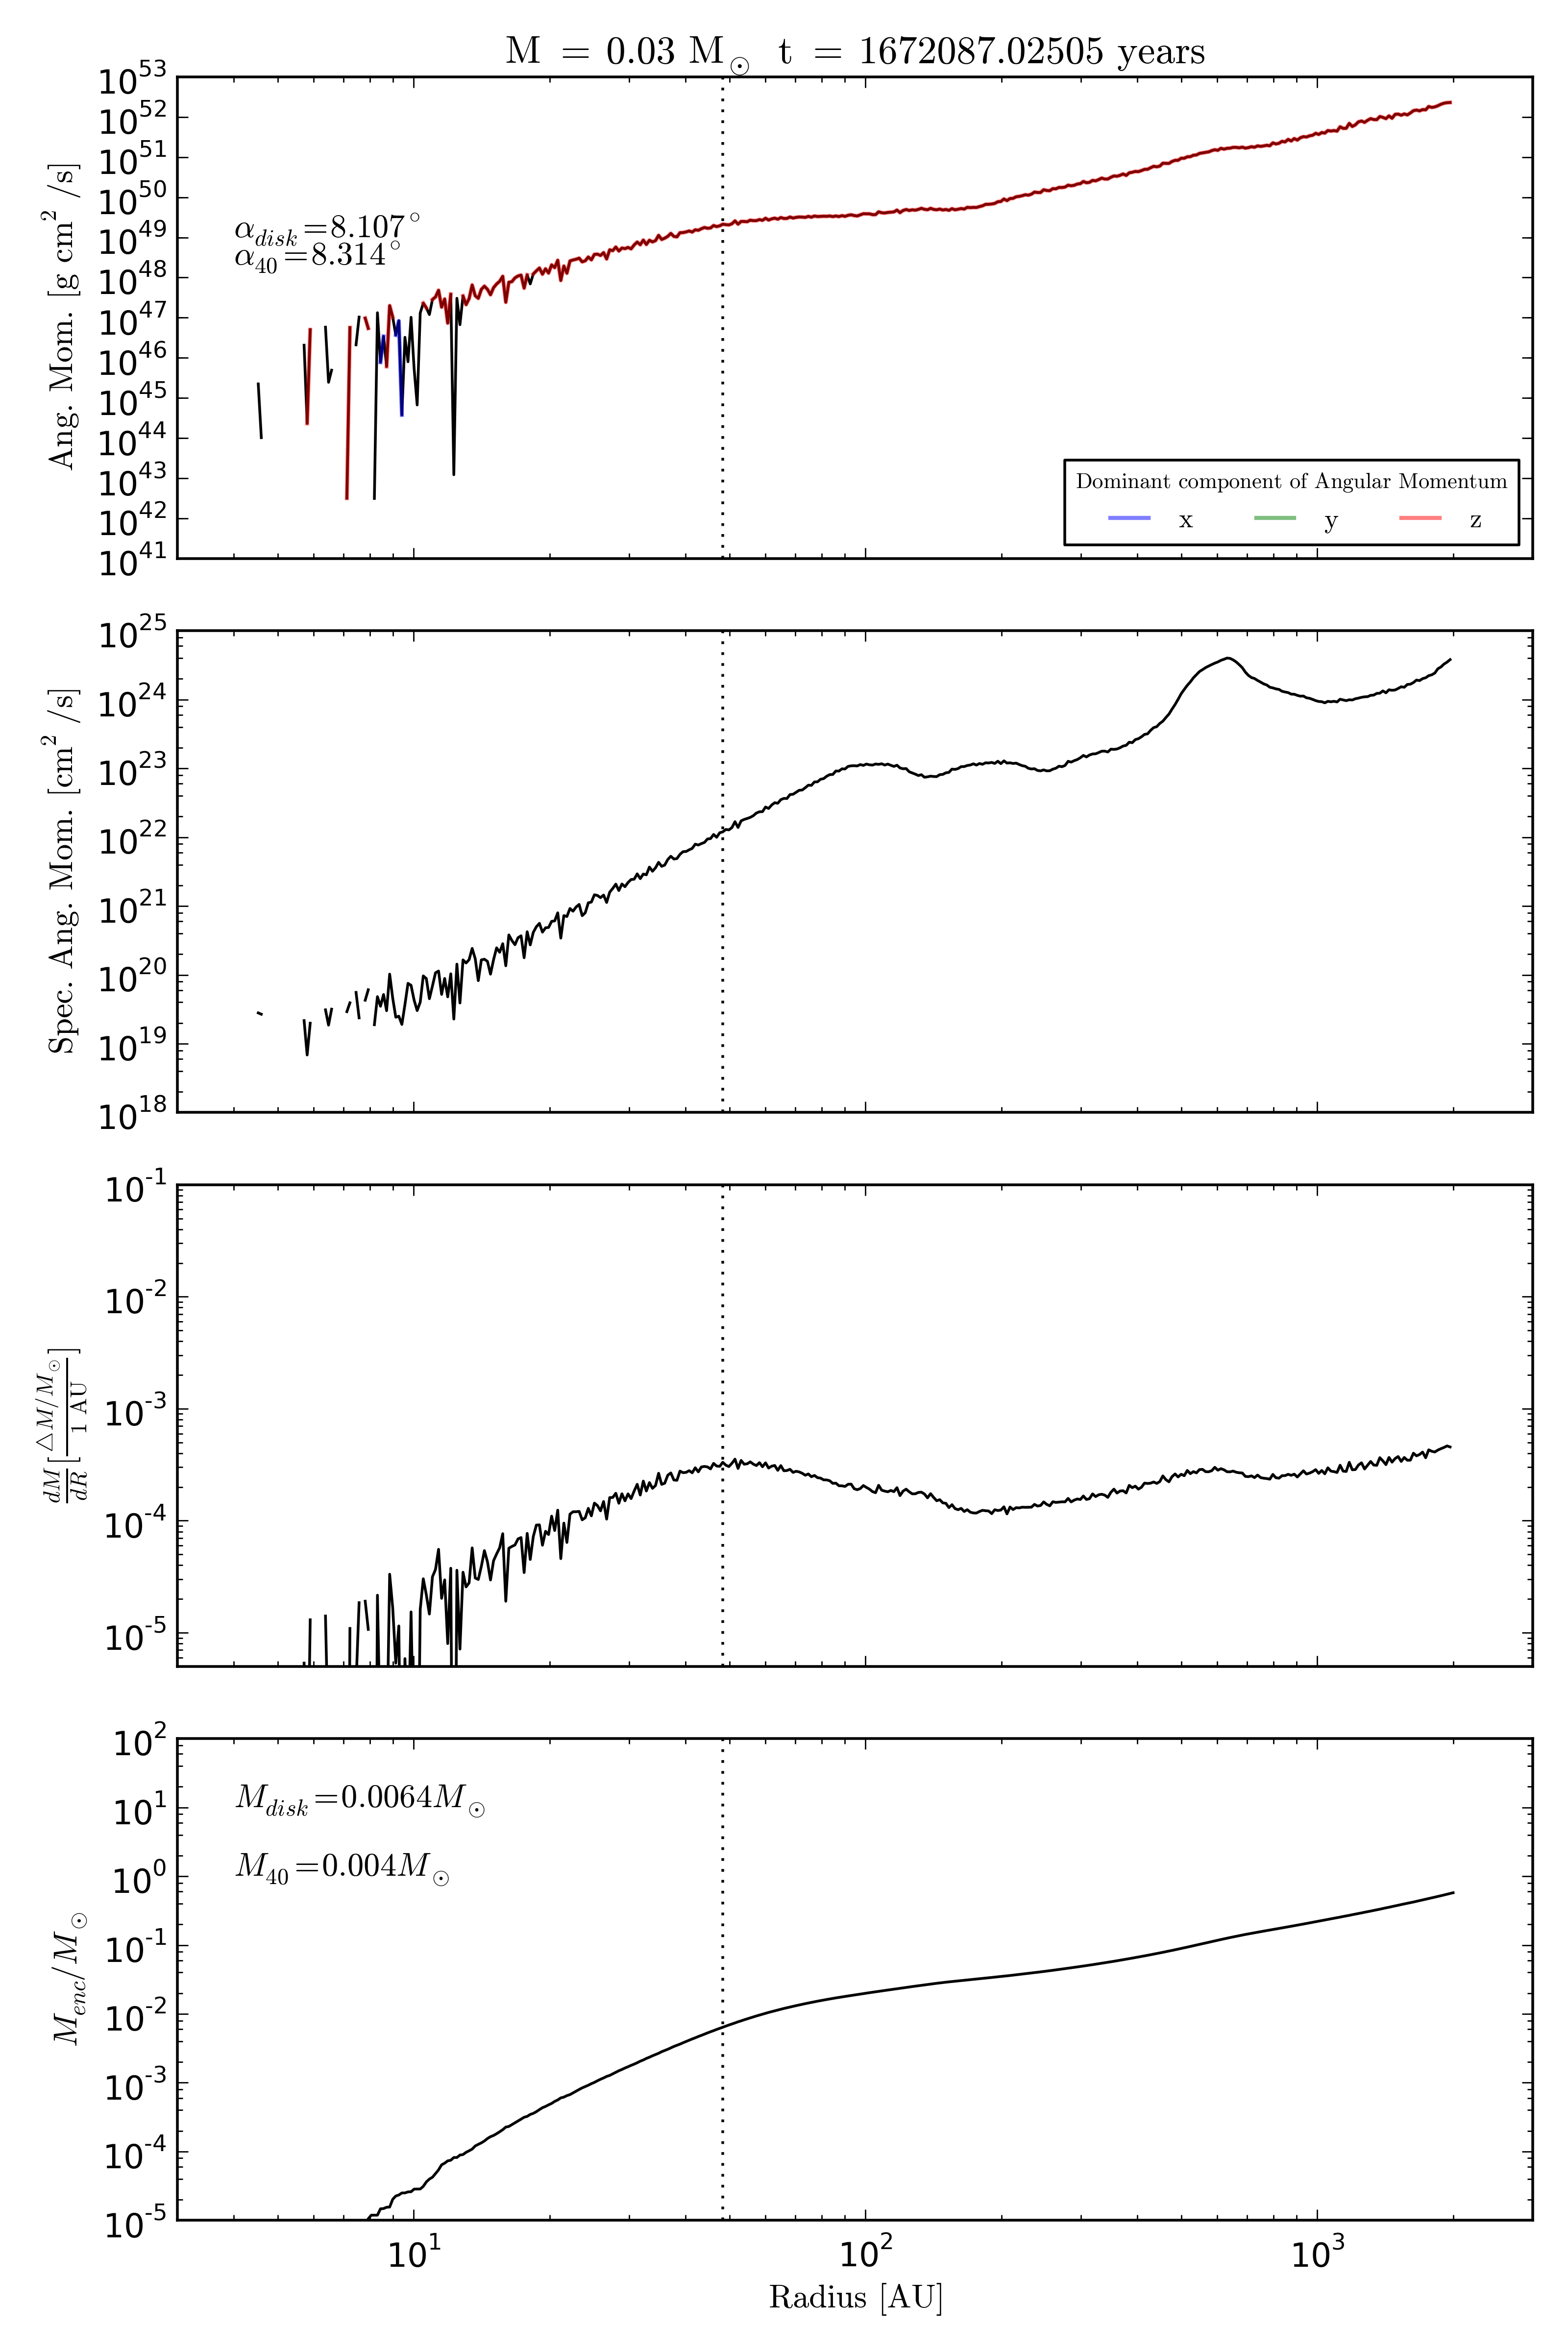 M = 0.03 M⊙ t = 1672087.02505 years
10^53
10^52
10^51
10^50
10^49
10^48
10^47
10^46
10^45
10^44
10^43
10^42
10^41
Ang. Mom. [g cm^2 /s]
α_disk=8.107°
α_40=8.314°
Dominant component of Angular Momentum
x y z
10^25
10^24
10^23
10^22
10^21
10^20
10^19
10^18
Spec. Ang. Mom. [cm^2 /s]
10^-1
10^-2
10^-3
10^-4
10^-5
dM/dR [△M/M⊙ / 1 AU]
10^2
10^1
10^0
10^-1
10^-2
10^-3
10^-4
10^-5
M_enc/M⊙
M_disk=0.0064M⊙
M_40=0.004M⊙
10^1 10^2 10^3
Radius [AU]